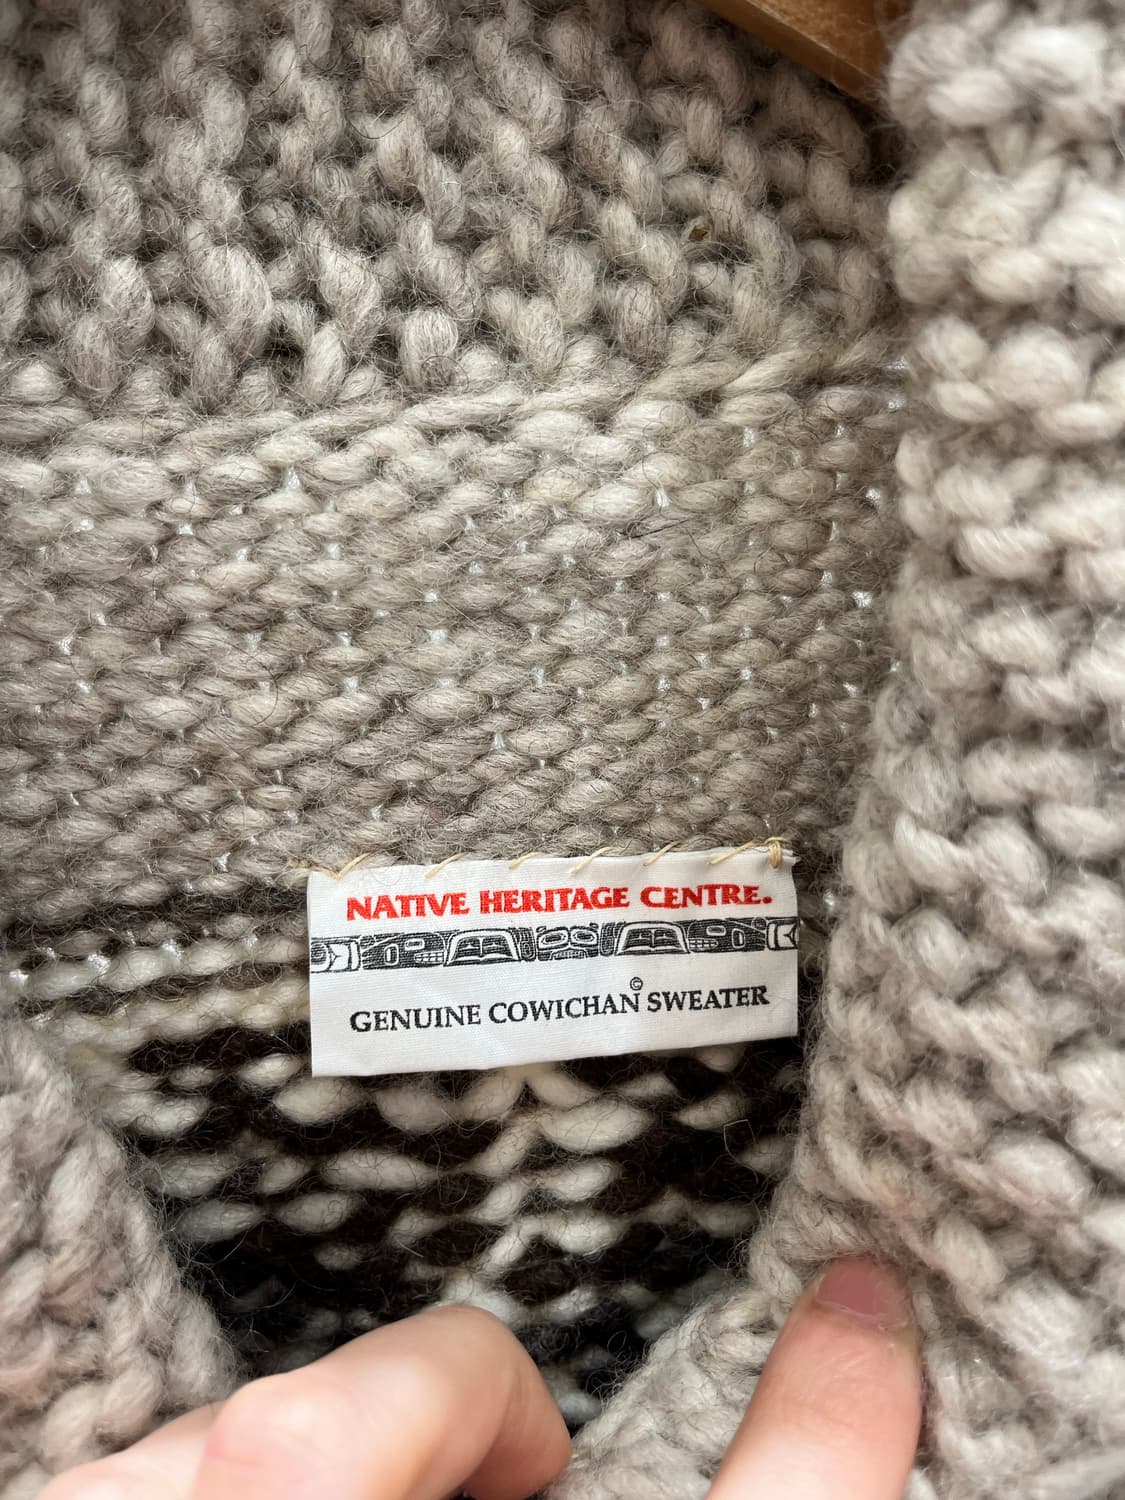 NATIVE HERITAGE CENTRE.
GENUINE COWICHAN© SWEATER